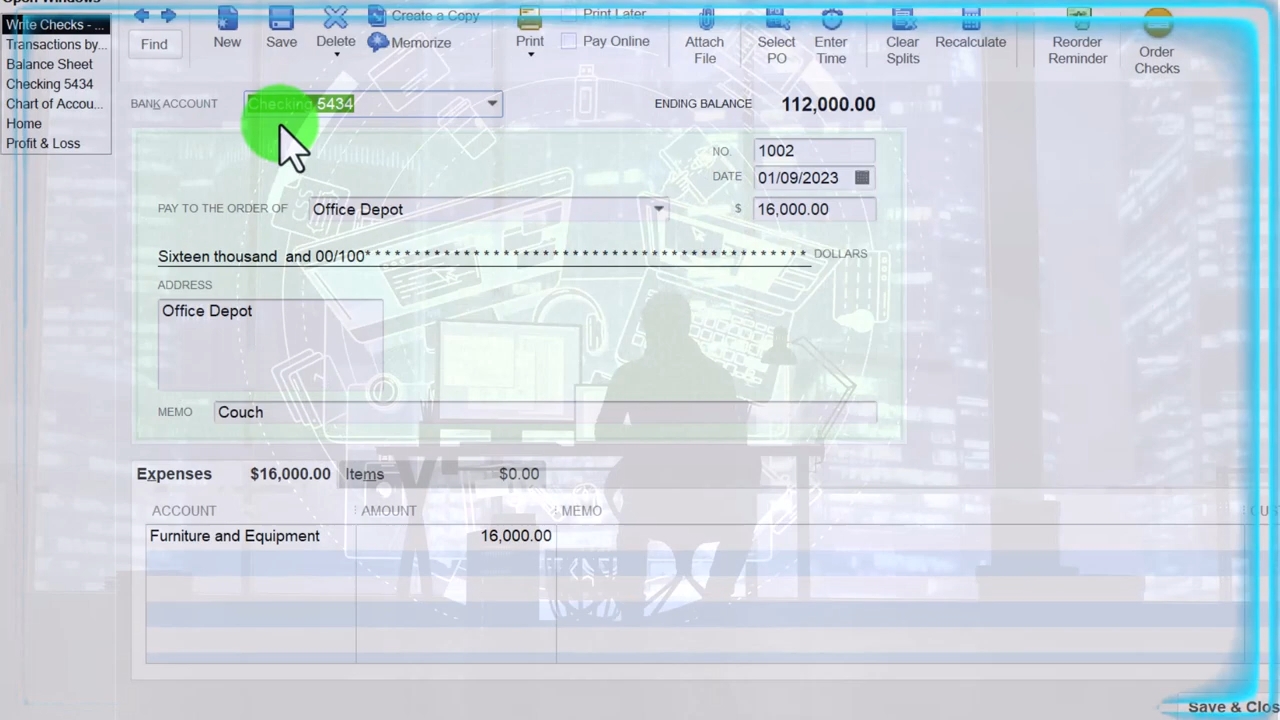 Write Checks - ...
Transactions by...
Balance Sheet
Checking 5434
Chart of Accou...
Home
Profit & Loss
Find
New
Save
Delete
Create a Copy
Memorize
Print
Print Later
Pay Online
Attach
File
Select
PO
Enter
Time
Clear
Splits
Recalculate
Reorder
Reminder
Order
Checks
BANK ACCOUNT Checking 5434 ENDING BALANCE 112,000.00
NO. 1002
DATE 01/09/2023
PAY TO THE ORDER OF Office Depot $ 16,000.00
Sixteen thousand and 00/100* * * * * * * * * * * * * * * * * * * * * * * * * * * * * * * * * * * * * * * * * * * * * DOLLARS
ADDRESS
Office Depot
MEMO Couch
Expenses $16,000.00 Items $0.00
ACCOUNT AMOUNT MEMO CUS
Furniture and Equipment 16,000.00
Save & Clos